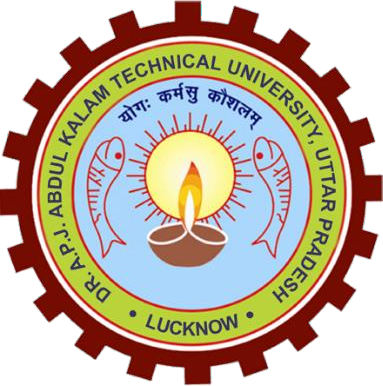 DR. A.P.J. ABDUL KALAM TECHNICAL UNIVERSITY, UTTAR PRADESH
योगः कर्मसु कौशलम्
• LUCKNOW •